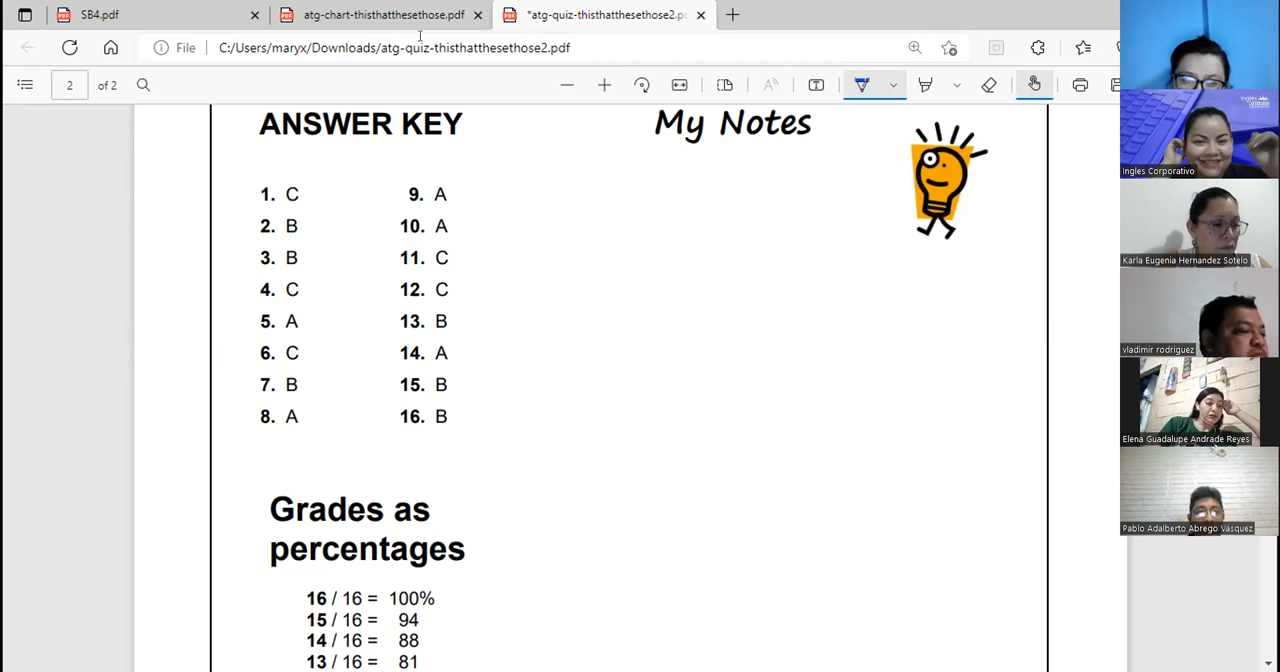 SB4.pdf
atg-chart-thisthatthesethose.pdf
*atg-quiz-thisthatthesethose2.pd
File
C:/Users/maryx/Downloads/atg-quiz-thisthatthesethose2.pdf
2
of 2
ANSWER KEY
My Notes
1. C
2. B
3. B
4. C
5. A
6. C
7. B
8. A
9. A
10. A
11. C
12. C
13. B
14. A
15. B
16. B
Grades as
percentages
16 / 16 = 100%
15 / 16 = 94
14 / 16 = 88
13 / 16 = 81
Ingles Corporativo
Karla Eugenia Hernandez Sotelo
vladimir rodriguez
Elena Guadalupe Andrade Reyes
Pablo Adalberto Abrego Vásquez